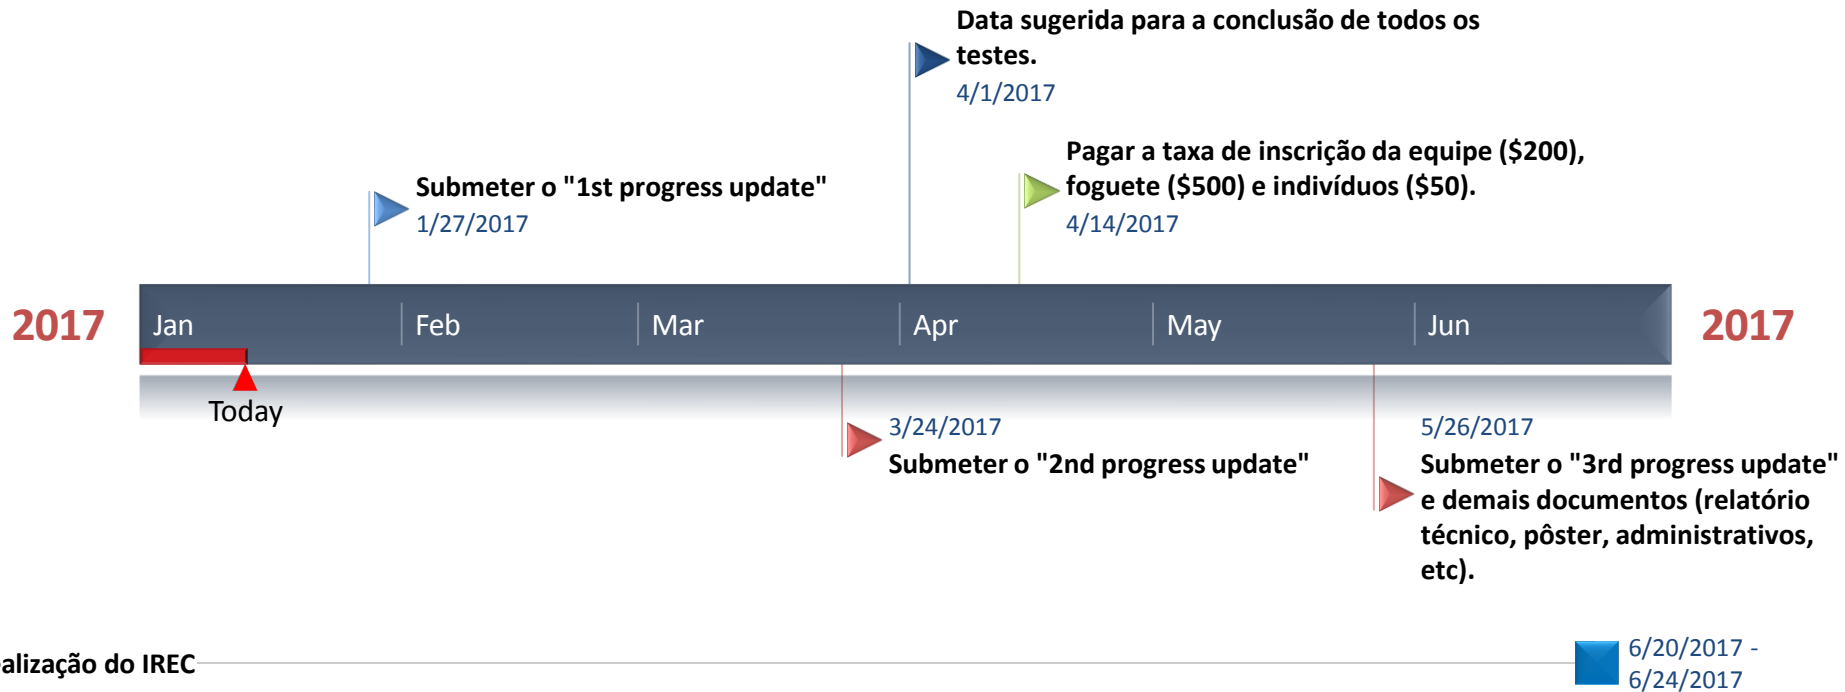 Data sugerida para a conclusão de todos os
testes.
4/1/2017
Pagar a taxa de inscrição da equipe ($200),
foguete ($500) e indivíduos ($50).
4/14/2017
Submeter o "1st progress update"
1/27/2017
2017
Jan
Feb
Mar
Apr
May
Jun
2017
Today
3/24/2017
Submeter o "2nd progress update"
5/26/2017
Submeter o "3rd progress update"
e demais documentos (relatório
técnico, pôster, administrativos,
etc).
alização do IREC
6/20/2017 -
6/24/2017